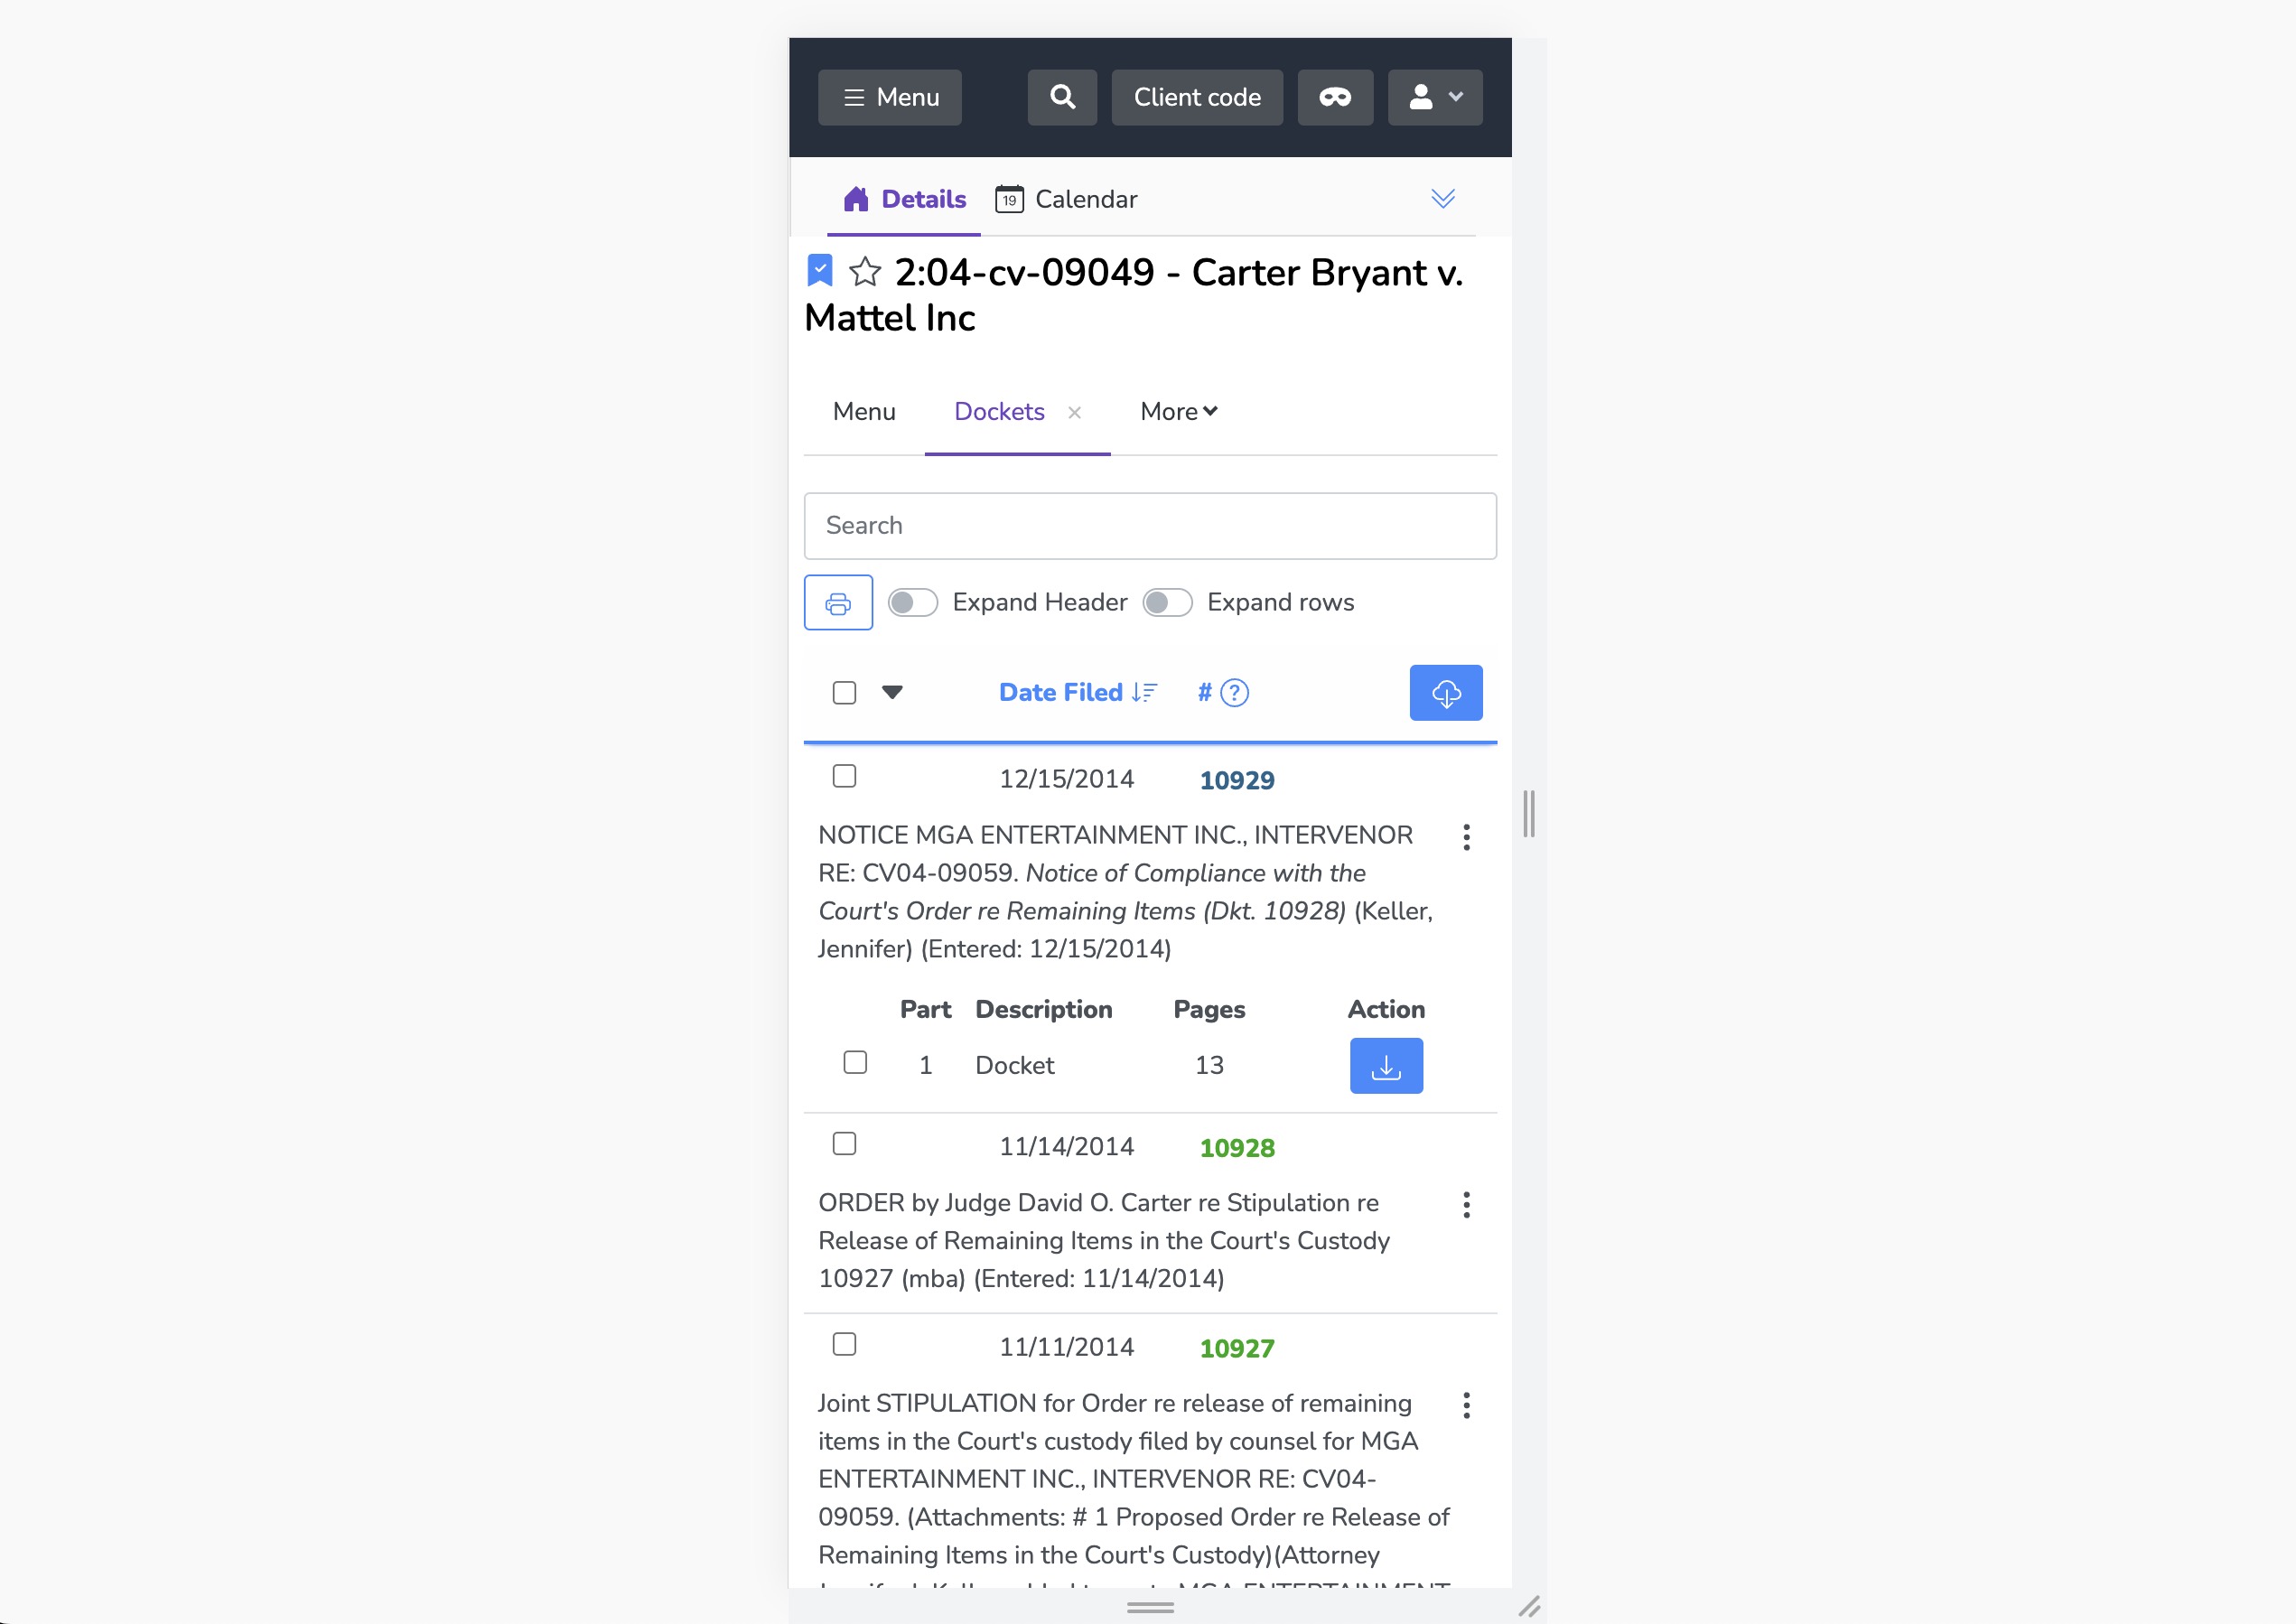 Menu Client code
Details 19 Calendar
2:04-cv-09049 - Carter Bryant v.
Mattel Inc
Menu Dockets × More
Search
Expand Header Expand rows
Date Filed # ?
12/15/2014 10929
NOTICE MGA ENTERTAINMENT INC., INTERVENOR
RE: CV04-09059. Notice of Compliance with the
Court's Order re Remaining Items (Dkt. 10928) (Keller,
Jennifer) (Entered: 12/15/2014)
Part Description Pages Action
1 Docket 13
11/14/2014 10928
ORDER by Judge David O. Carter re Stipulation re
Release of Remaining Items in the Court's Custody
10927 (mba) (Entered: 11/14/2014)
11/11/2014 10927
Joint STIPULATION for Order re release of remaining
items in the Court's custody filed by counsel for MGA
ENTERTAINMENT INC., INTERVENOR RE: CV04-
09059. (Attachments: # 1 Proposed Order re Release of
Remaining Items in the Court's Custody)(Attorney
MGA ENTERTAINMENT